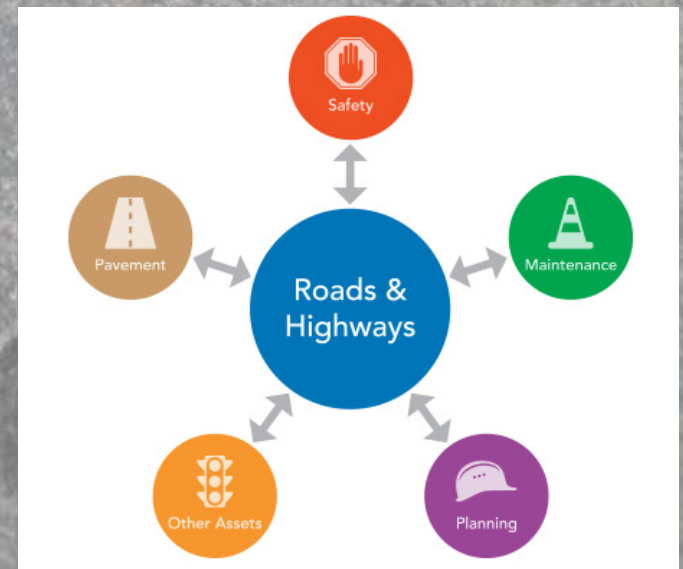 Safety
Pavement
Maintenance
Roads &
Highways
Other Assets
Planning